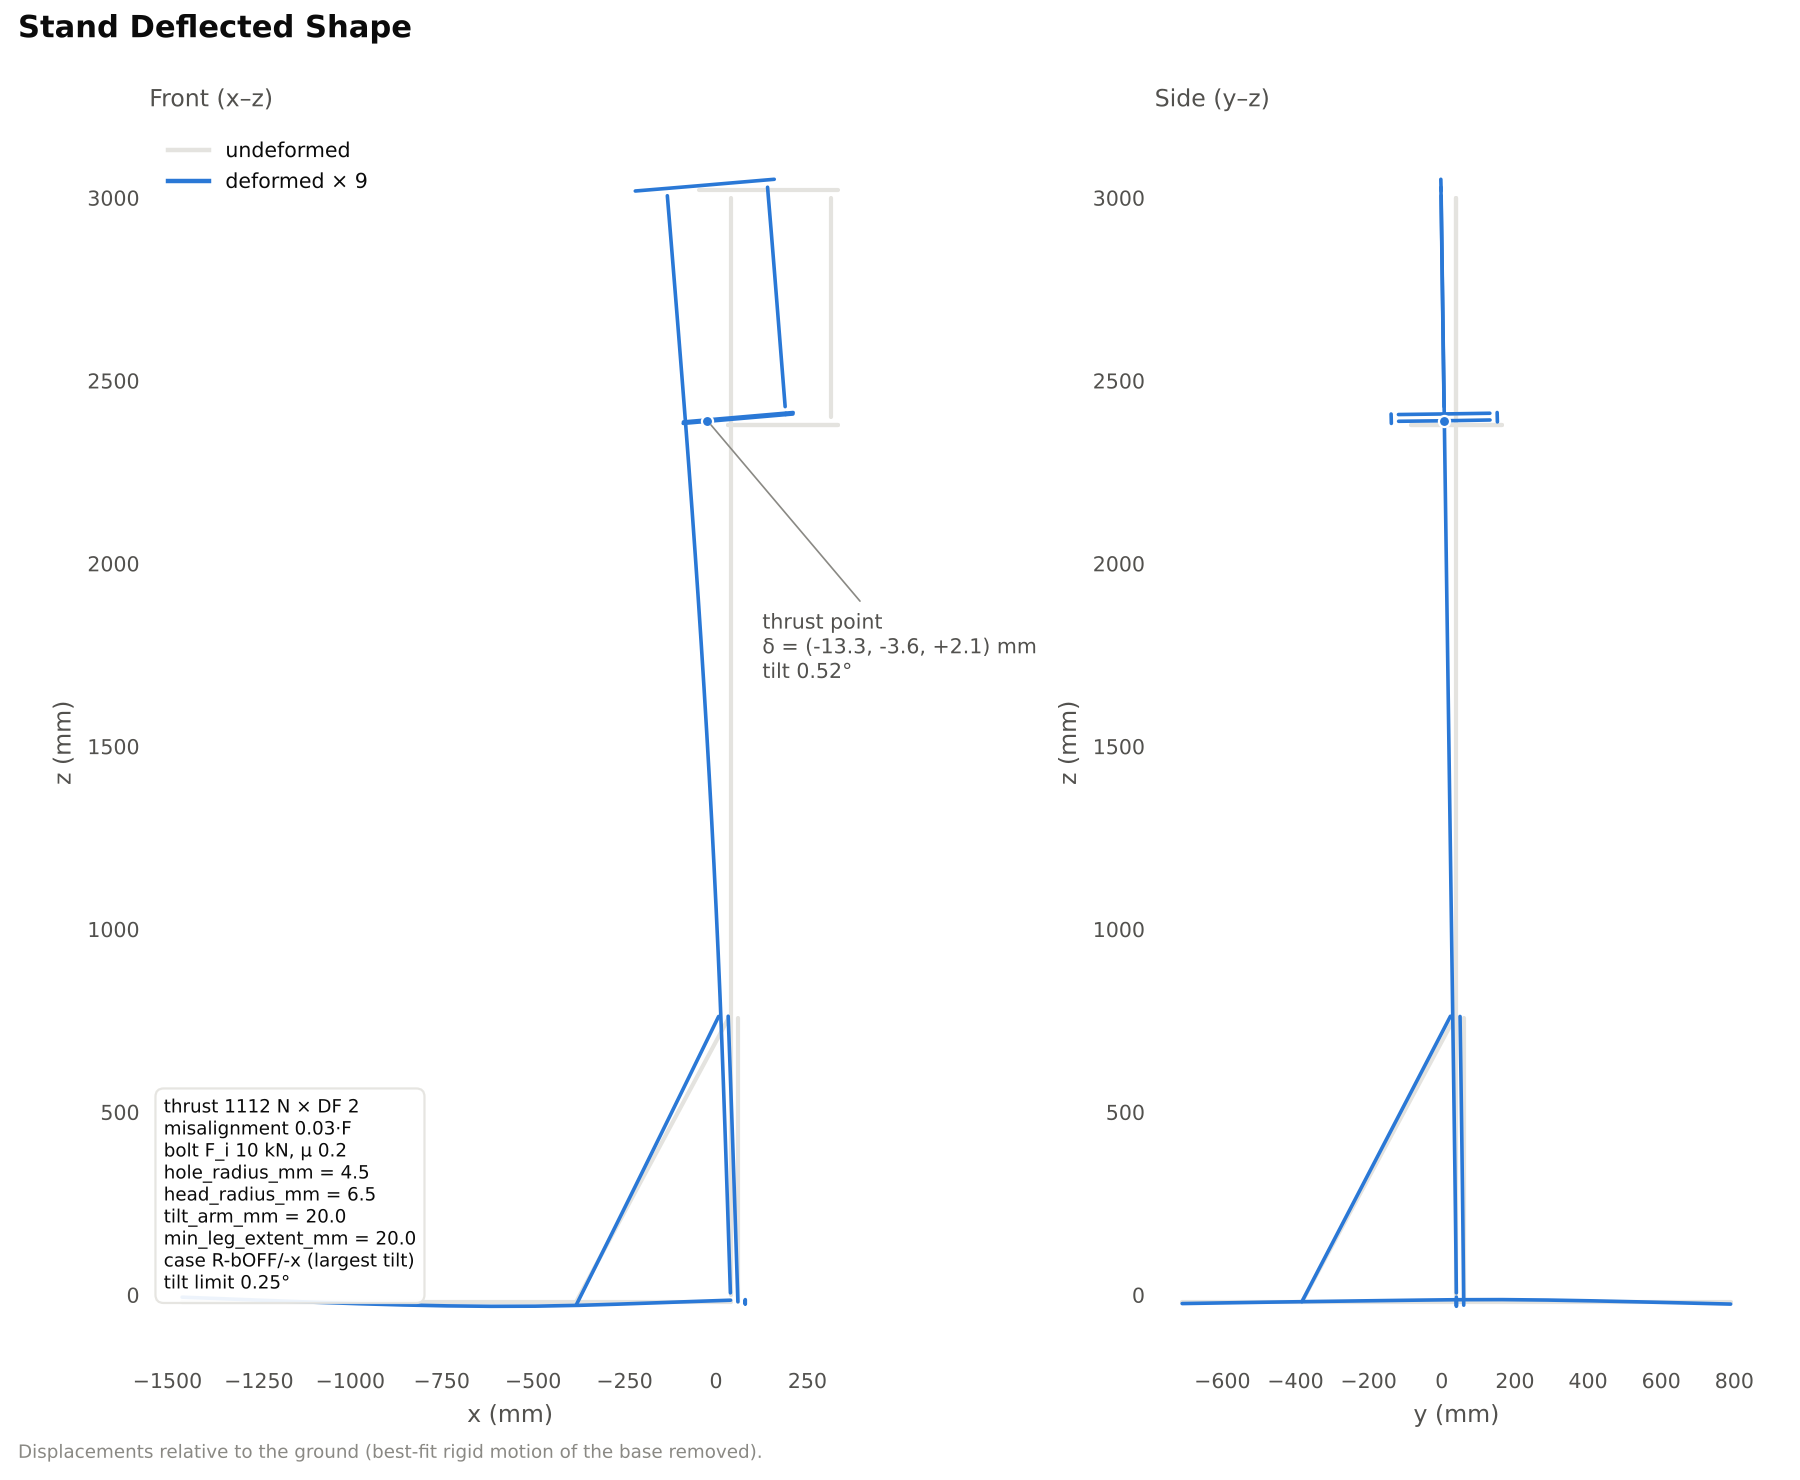 Stand Deflected Shape
Front (x–z)
undeformed
deformed × 9
3000
2500
2000
1500
1000
500
0
z (mm)
thrust point
δ = (-13.3, -3.6, +2.1) mm
tilt 0.52°
thrust 1112 N × DF 2
misalignment 0.03·F
bolt F_i 10 kN, μ 0.2
hole_radius_mm = 4.5
head_radius_mm = 6.5
tilt_arm_mm = 20.0
min_leg_extent_mm = 20.0
case R-bOFF/-x (largest tilt)
tilt limit 0.25°
−1500 −1250 −1000 −750 −500 −250 0 250
x (mm)
Side (y–z)
3000
2500
2000
1500
1000
500
0
z (mm)
−600 −400 −200 0 200 400 600 800
y (mm)
Displacements relative to the ground (best-fit rigid motion of the base removed).